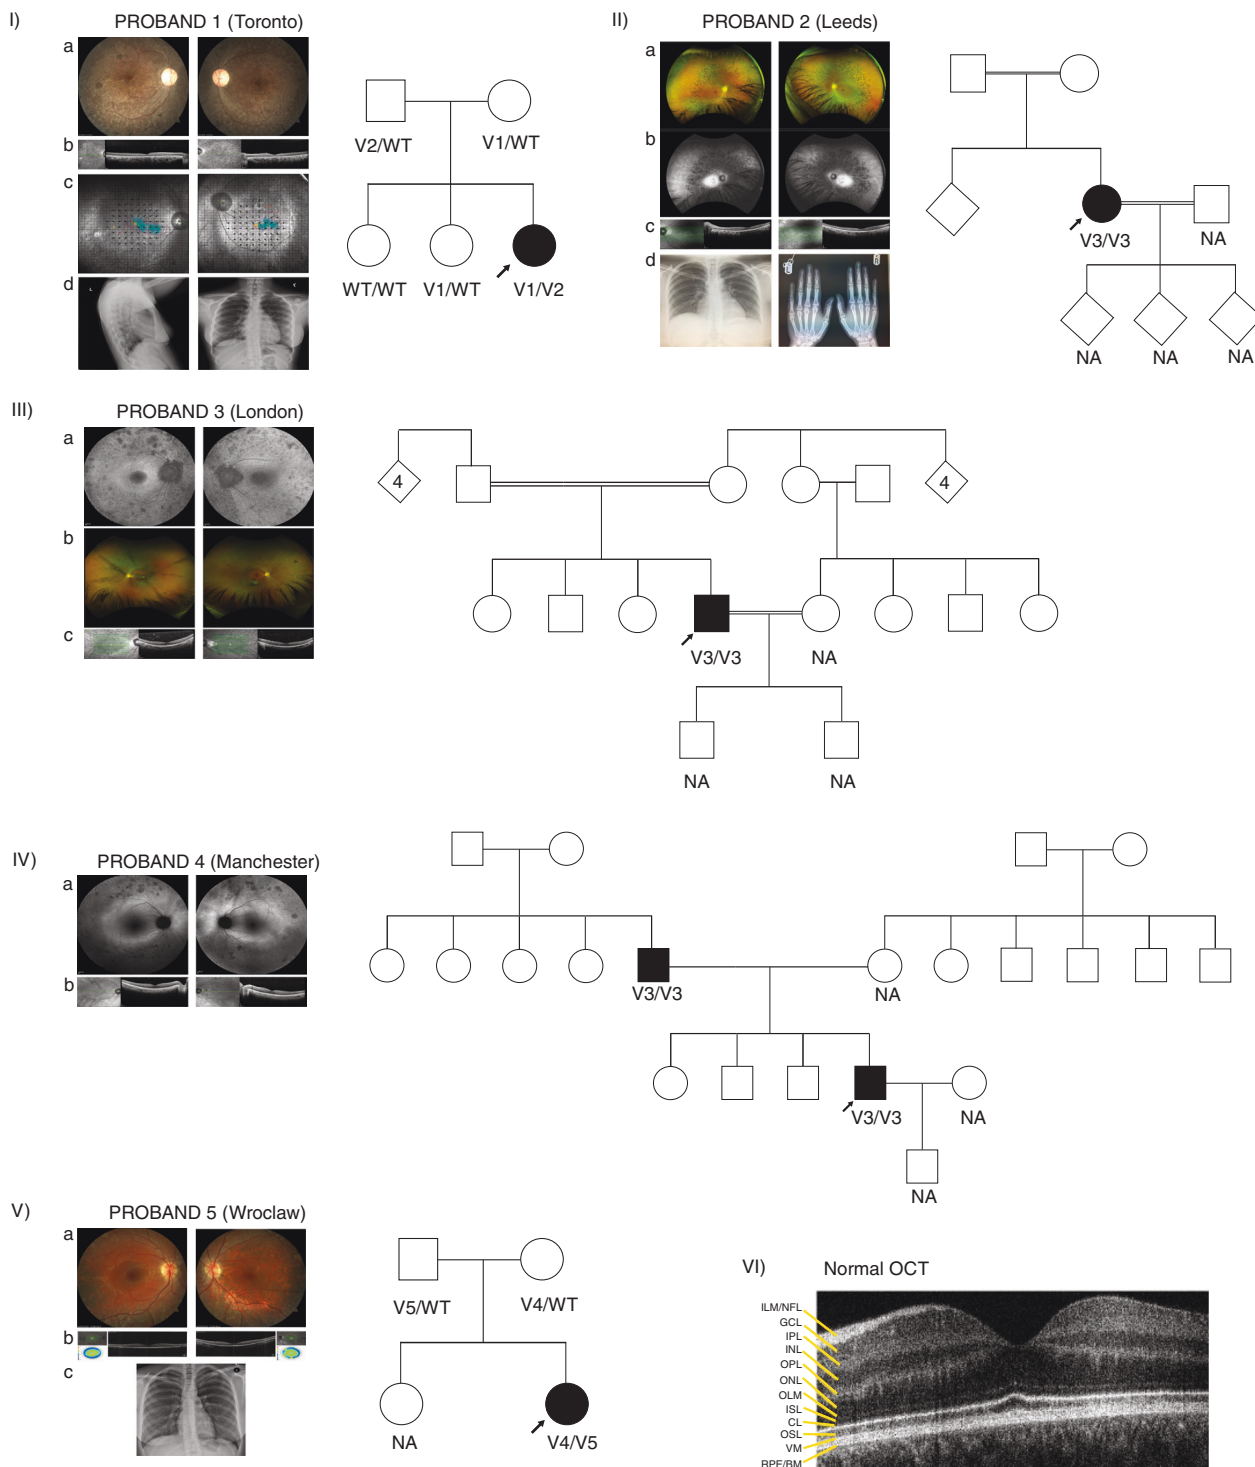 I)
PROBAND 1 (Toronto)
a
b
c
d
L
V2/WT
V1/WT
WT/WT
V1/WT
V1/V2
II)
PROBAND 2 (Leeds)
a
b
c
d
V3/V3
NA
NA
NA
NA
III)
PROBAND 3 (London)
a
b
c
4
4
V3/V3
NA
NA
NA
IV)
PROBAND 4 (Manchester)
a
b
V3/V3
NA
V3/V3
NA
NA
V)
PROBAND 5 (Wroclaw)
a
b
c
V5/WT
V4/WT
NA
V4/V5
VI)
Normal OCT
ILM/NFL
GCL
IPL
INL
OPL
ONL
OLM
ISL
CL
OSL
VM
RPE/BM